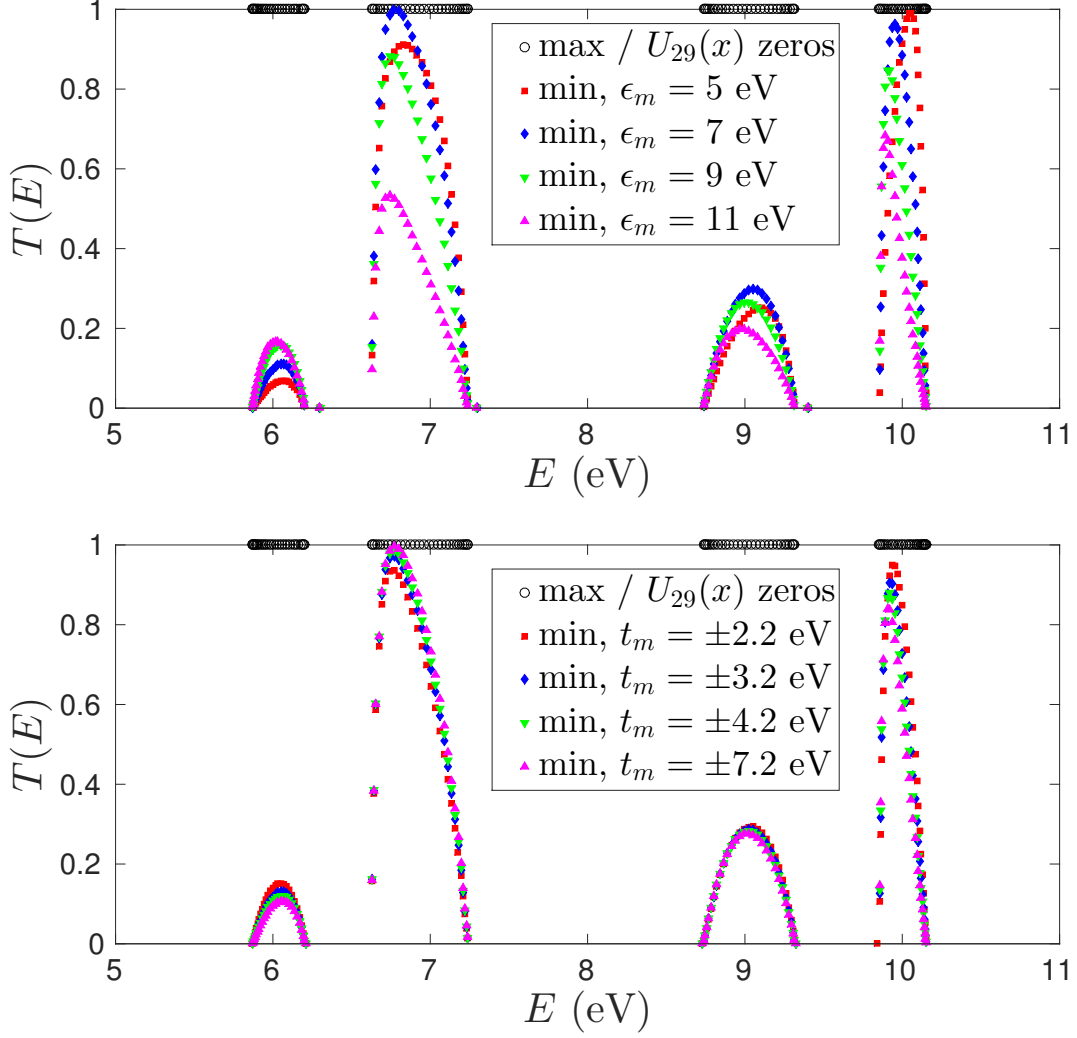 1
0.8
0.6
0.4
0.2
0
T(E)
max / U₂₉(x) zeros
min, ϵₘ = 5 eV
min, ϵₘ = 7 eV
min, ϵₘ = 9 eV
min, ϵₘ = 11 eV
5 6 7 8 9 10 11
E (eV)
1
0.8
0.6
0.4
0.2
0
T(E)
max / U₂₉(x) zeros
min, tₘ = ±2.2 eV
min, tₘ = ±3.2 eV
min, tₘ = ±4.2 eV
min, tₘ = ±7.2 eV
5 6 7 8 9 10 11
E (eV)